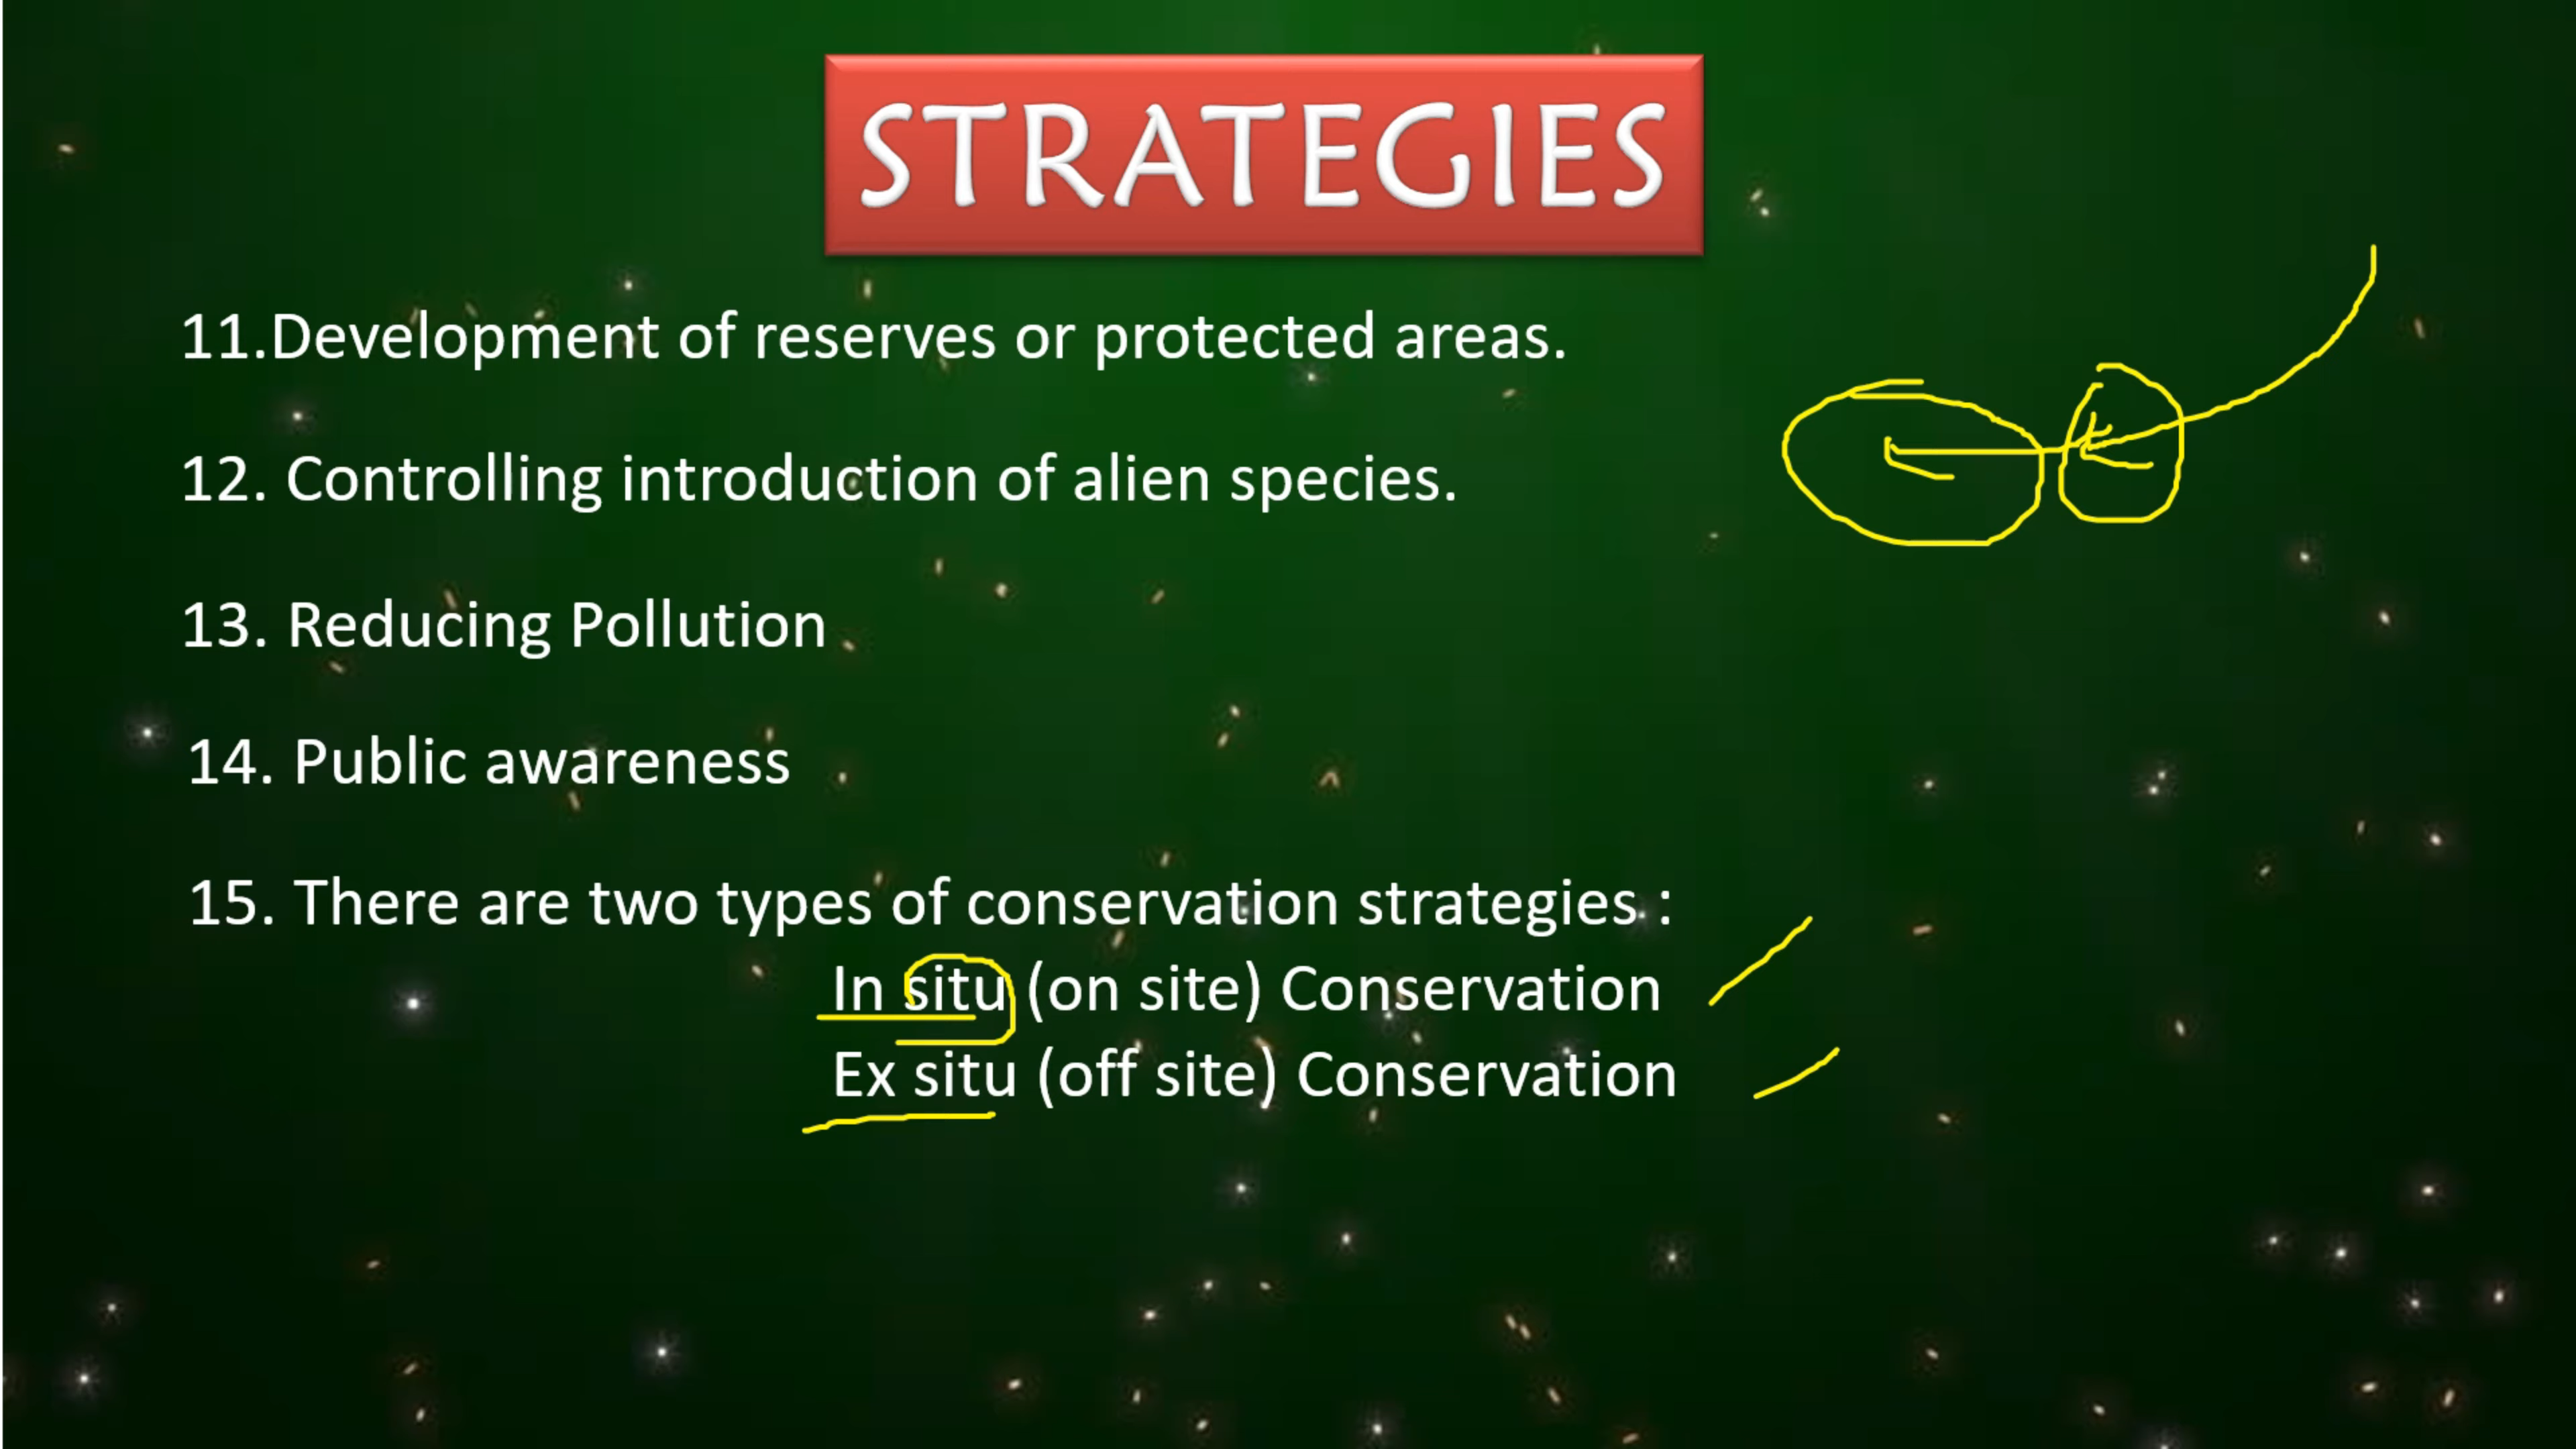 STRATEGIES
11.Development of reserves or protected areas.
12. Controlling introduction of alien species.
13. Reducing Pollution
14. Public awareness
15. There are two types of conservation strategies :
In situ (on site) Conservation
Ex situ (off site) Conservation